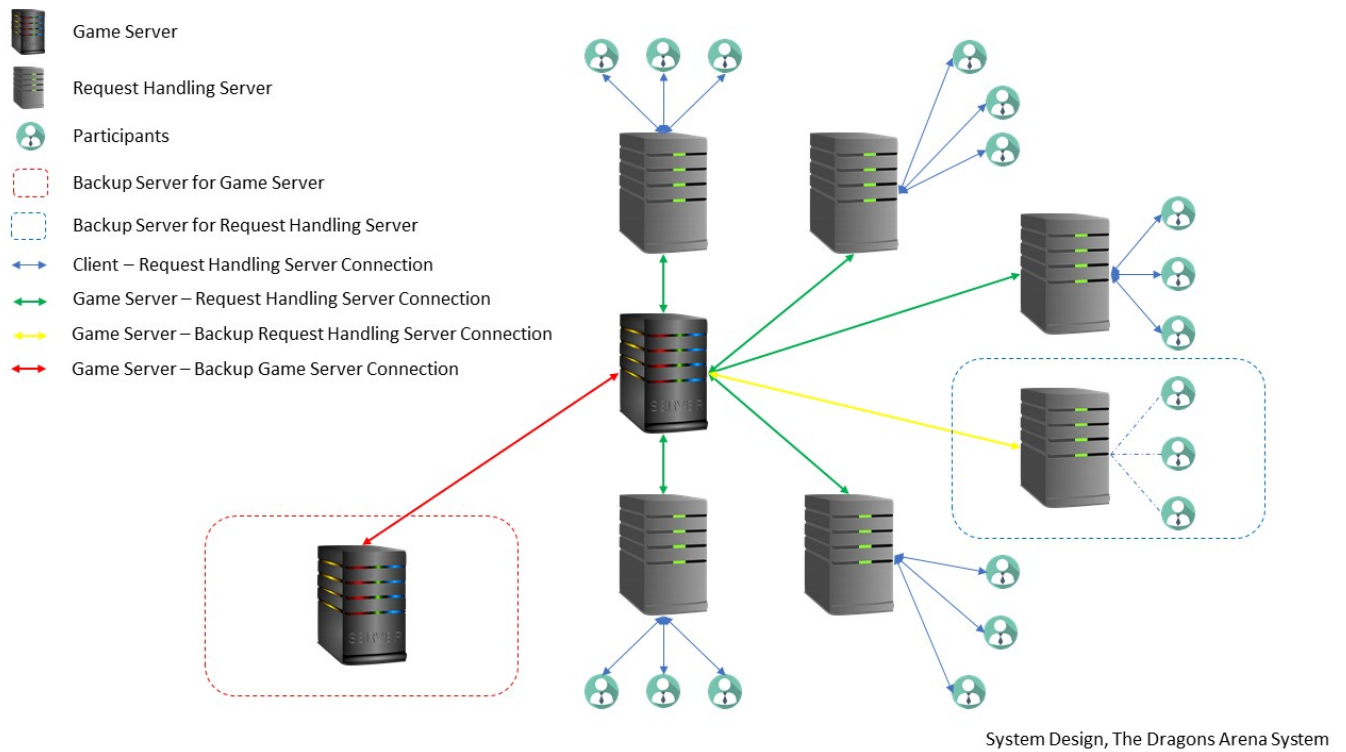 Game Server
Request Handling Server
Participants
Backup Server for Game Server
Backup Server for Request Handling Server
Client – Request Handling Server Connection
Game Server – Request Handling Server Connection
Game Server – Backup Request Handling Server Connection
Game Server – Backup Game Server Connection
SERVER
SERVER
System Design, The Dragons Arena System